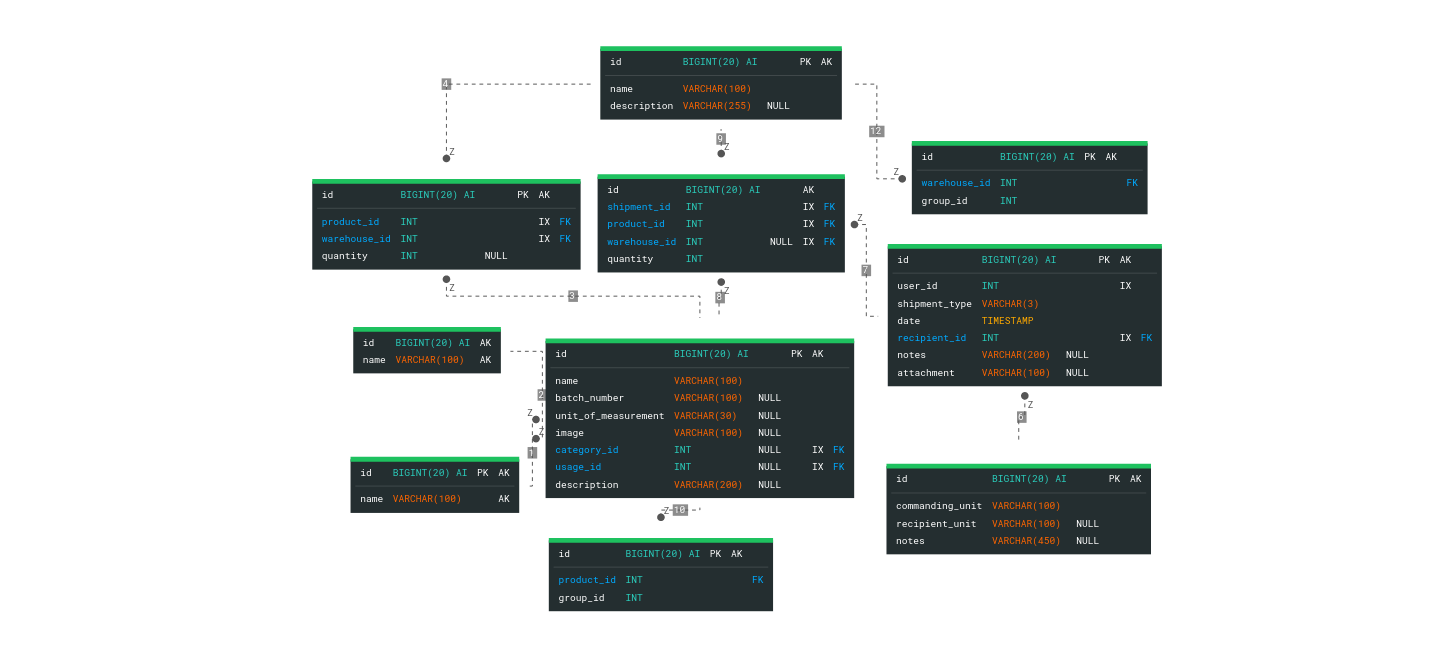 id BIGINT(20) AI PK AK
name VARCHAR(100)
description VARCHAR(255) NULL
4
9
Z
Z
12
Z
id BIGINT(20) AI PK AK
warehouse_id INT FK
group_id INT
id BIGINT(20) AI PK AK
product_id INT IX FK
warehouse_id INT IX FK
quantity INT NULL
id BIGINT(20) AI AK
shipment_id INT IX FK
product_id INT IX FK
warehouse_id INT NULL IX FK
quantity INT
Z
7
id BIGINT(20) AI PK AK
user_id INT IX
shipment_type VARCHAR(3)
date TIMESTAMP
recipient_id INT IX FK
notes VARCHAR(200) NULL
attachment VARCHAR(100) NULL
Z
3
Z
8
id BIGINT(20) AI AK
name VARCHAR(100) AK
2
Z
Z
1
id BIGINT(20) AI PK AK
name VARCHAR(100)
batch_number VARCHAR(100) NULL
unit_of_measurement VARCHAR(30) NULL
image VARCHAR(100) NULL
category_id INT NULL IX FK
usage_id INT NULL IX FK
description VARCHAR(200) NULL
Z
6
id BIGINT(20) AI PK AK
name VARCHAR(100) AK
id BIGINT(20) AI PK AK
commanding_unit VARCHAR(100)
recipient_unit VARCHAR(100) NULL
notes VARCHAR(450) NULL
Z
10
id BIGINT(20) AI PK AK
product_id INT FK
group_id INT